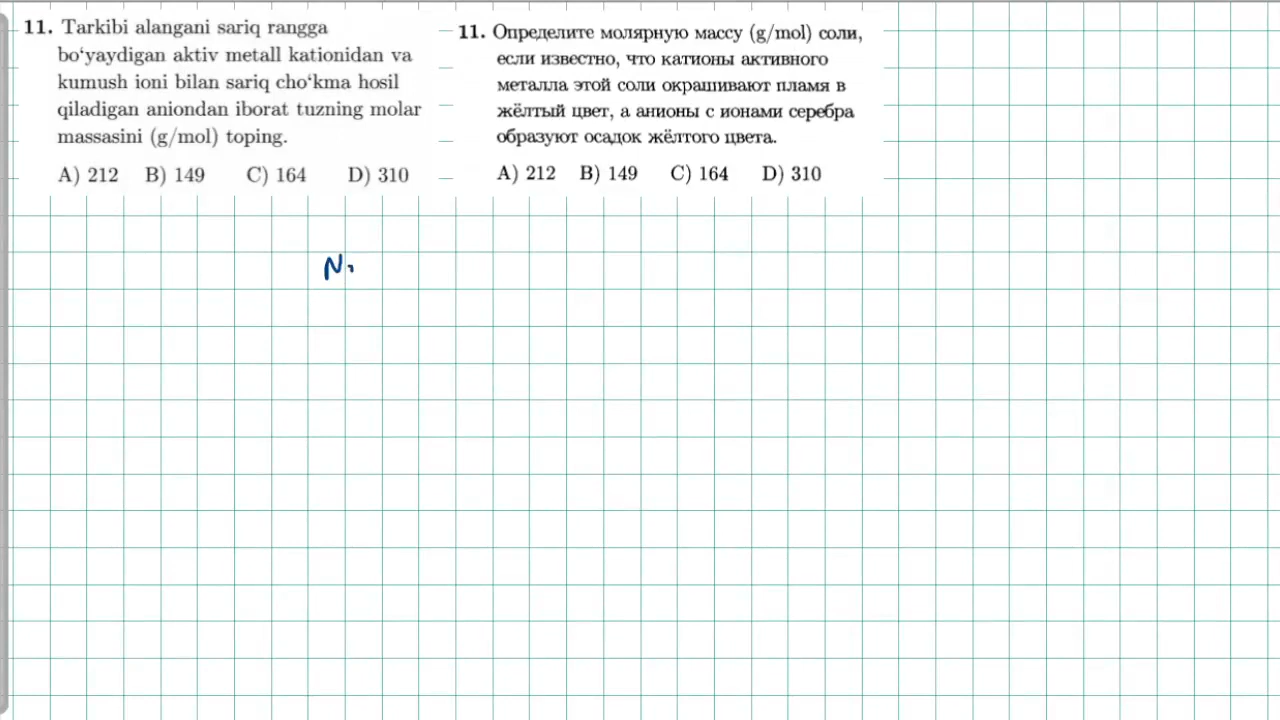 11. Tarkibi alangani sariq rangga
bo‘yaydigan aktiv metall kationidan va
kumush ioni bilan sariq cho‘kma hosil
qiladigan aniondan iborat tuzning molar
massasini (g/mol) toping.
A) 212 B) 149 C) 164 D) 310
11. Определите молярную массу (g/mol) соли,
если известно, что катионы активного
металла этой соли окрашивают пламя в
жёлтый цвет, а анионы с ионами серебра
образуют осадок жёлтого цвета.
A) 212 B) 149 C) 164 D) 310
N